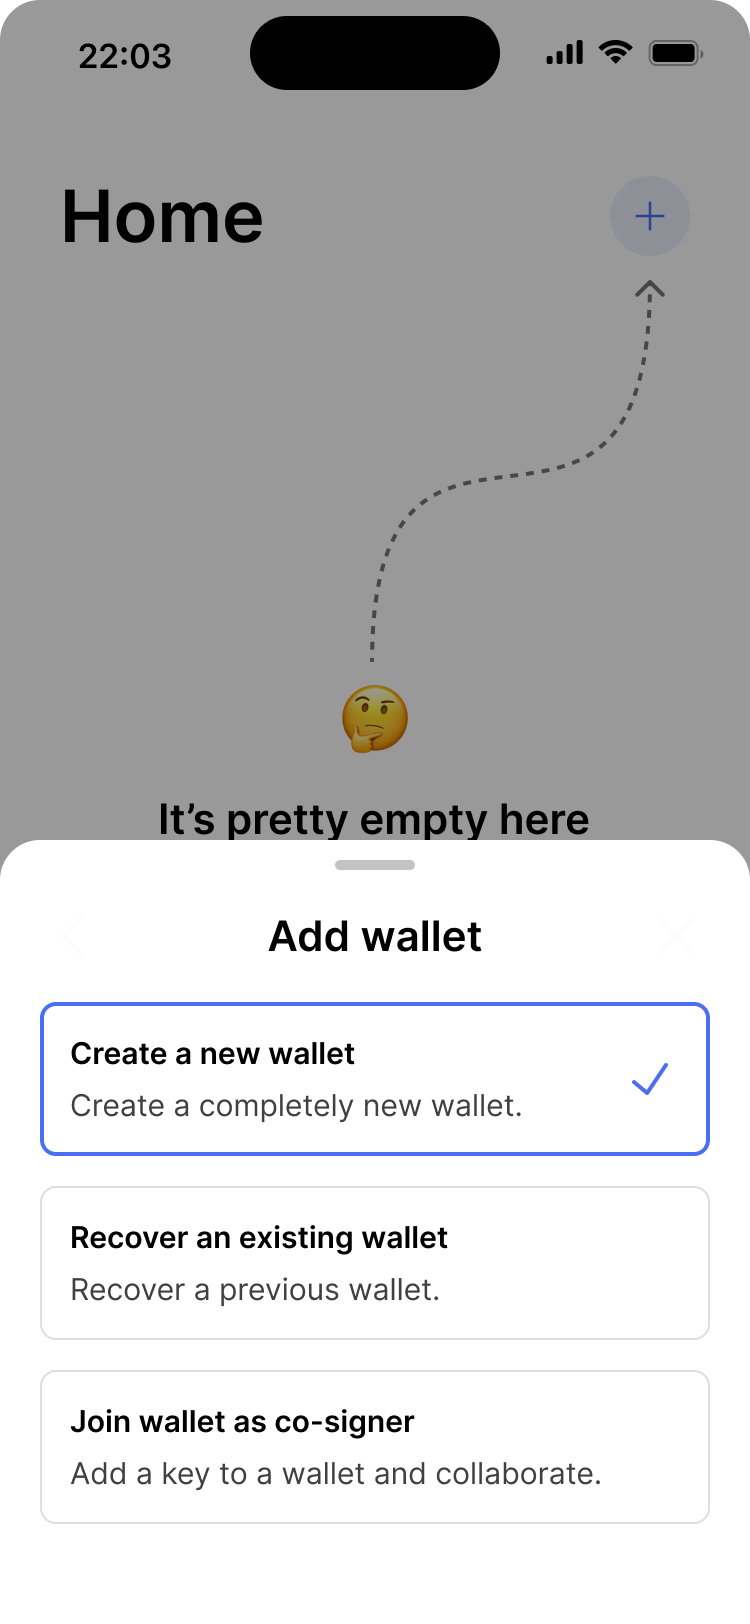 22:03
Home
It’s pretty empty here
Add wallet
Create a new wallet
Create a completely new wallet.
Recover an existing wallet
Recover a previous wallet.
Join wallet as co-signer
Add a key to a wallet and collaborate.